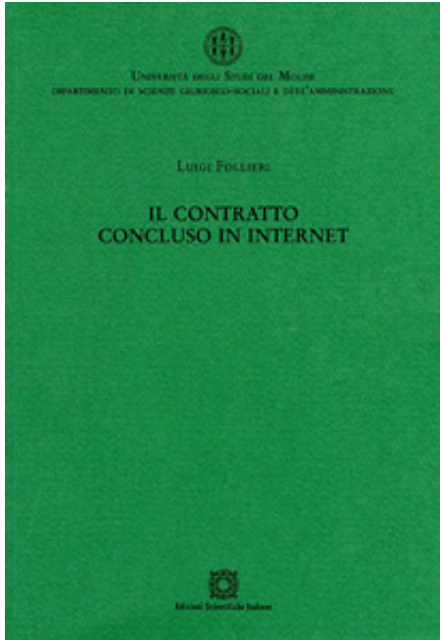 UNIVERSITÀ DEGLI STUDI DEL MOLISE
DIPARTIMENTO DI SCIENZE GIURIDICO-SOCIALI E DELL'AMMINISTRAZIONE
LUIGI FOLLIERI
IL CONTRATTO
CONCLUSO IN INTERNET
Edizioni Scientifiche Italiane